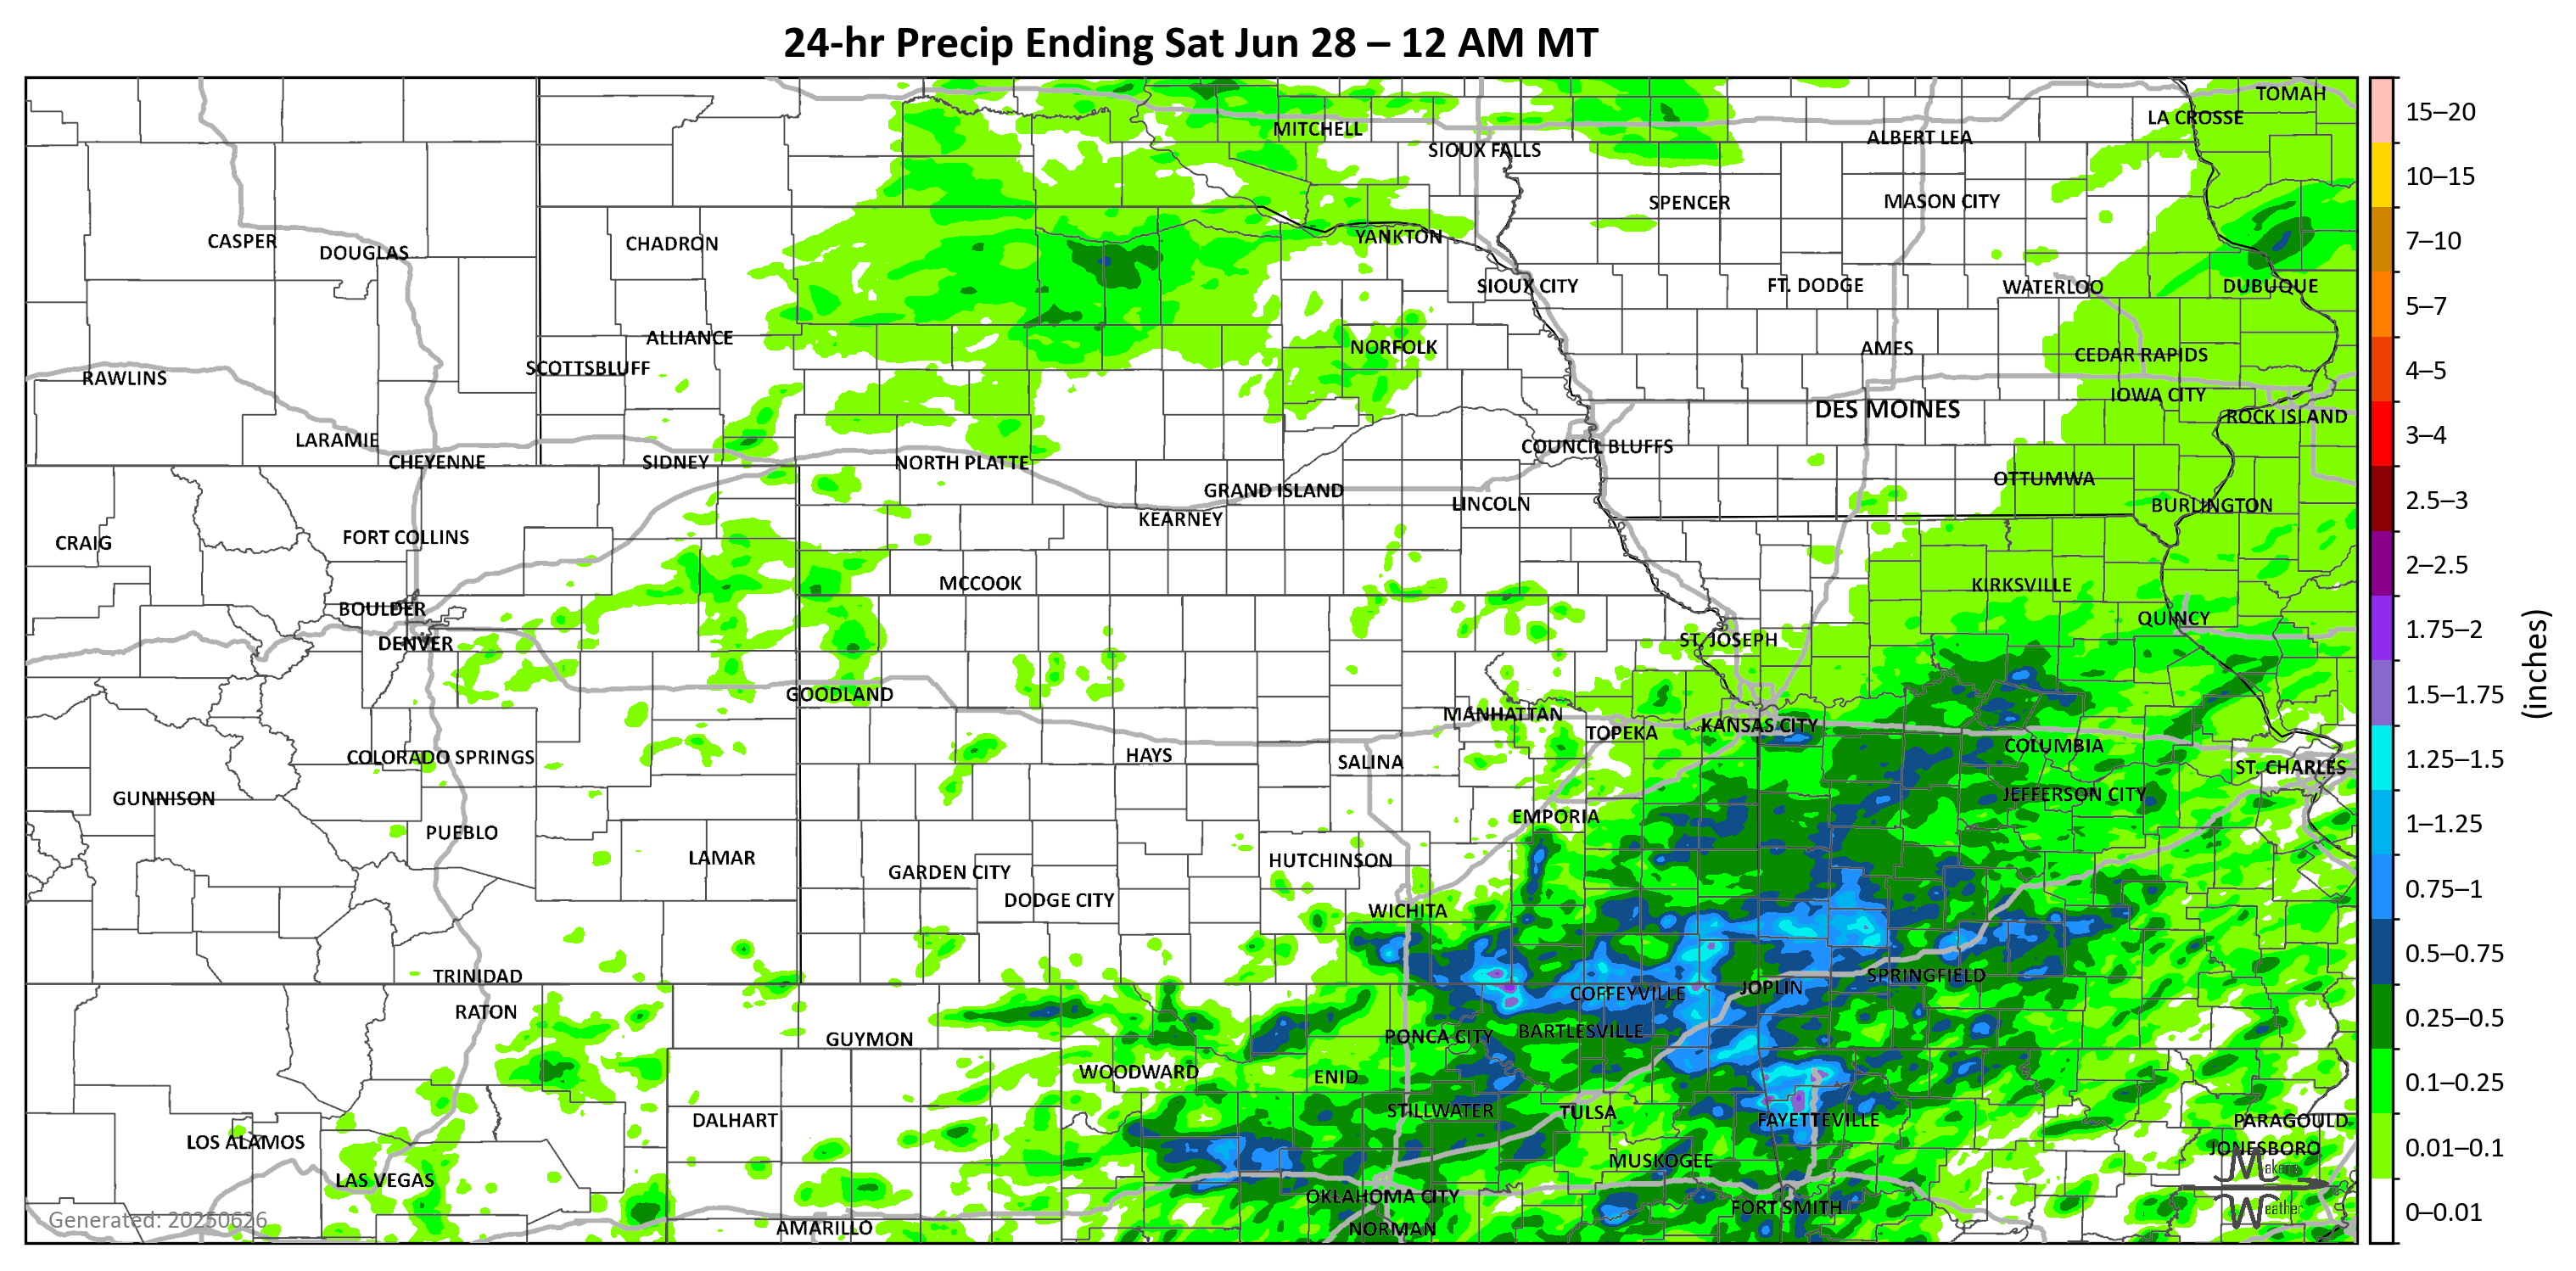 24-hr Precip Ending Sat Jun 28 – 12 AM MT
TOMAH
LA CROSSE
MITCHELL
ALBERT LEA
SIOUX FALLS
SPENCER
MASON CITY
YANKTON
CASPER
DOUGLAS
CHADRON
SIOUX CITY
FT. DODGE
WATERLOO
DUBUQUE
ALLIANCE
NORFOLK
AMES
CEDAR RAPIDS
SCOTTSBLUFF
RAWLINS
IOWA CITY
DES MOINES
ROCK ISLAND
LARAMIE
COUNCIL BLUFFS
CHEYENNE
SIDNEY
NORTH PLATTE
OTTUMWA
GRAND ISLAND
LINCOLN
BURLINGTON
KEARNEY
CRAIG
FORT COLLINS
MCCOOK
KIRKSVILLE
BOULDER
QUINCY
DENVER
ST. JOSEPH
GOODLAND
MANHATTAN
TOPEKA
KANSAS CITY
COLUMBIA
COLORADO SPRINGS
HAYS
SALINA
ST. CHARLES
GUNNISON
JEFFERSON CITY
EMPORIA
PUEBLO
LAMAR
HUTCHINSON
GARDEN CITY
DODGE CITY
WICHITA
TRINIDAD
SPRINGFIELD
JOPLIN
COFFEYVILLE
RATON
BARTLESVILLE
PONCA CITY
GUYMON
WOODWARD
ENID
STILLWATER
TULSA
DALHART
FAYETTEVILLE
PARAGOULD
LOS ALAMOS
JONESBORO
MUSKOGEE
LAS VEGAS
OKLAHOMA CITY
FORT SMITH
AMARILLO
NORMAN
Generated: 20250626
Makens
Weather
15–20
10–15
7–10
5–7
4–5
3–4
2.5–3
2–2.5
1.75–2
1.5–1.75
1.25–1.5
1–1.25
0.75–1
0.5–0.75
0.25–0.5
0.1–0.25
0.01–0.1
0–0.01
(inches)